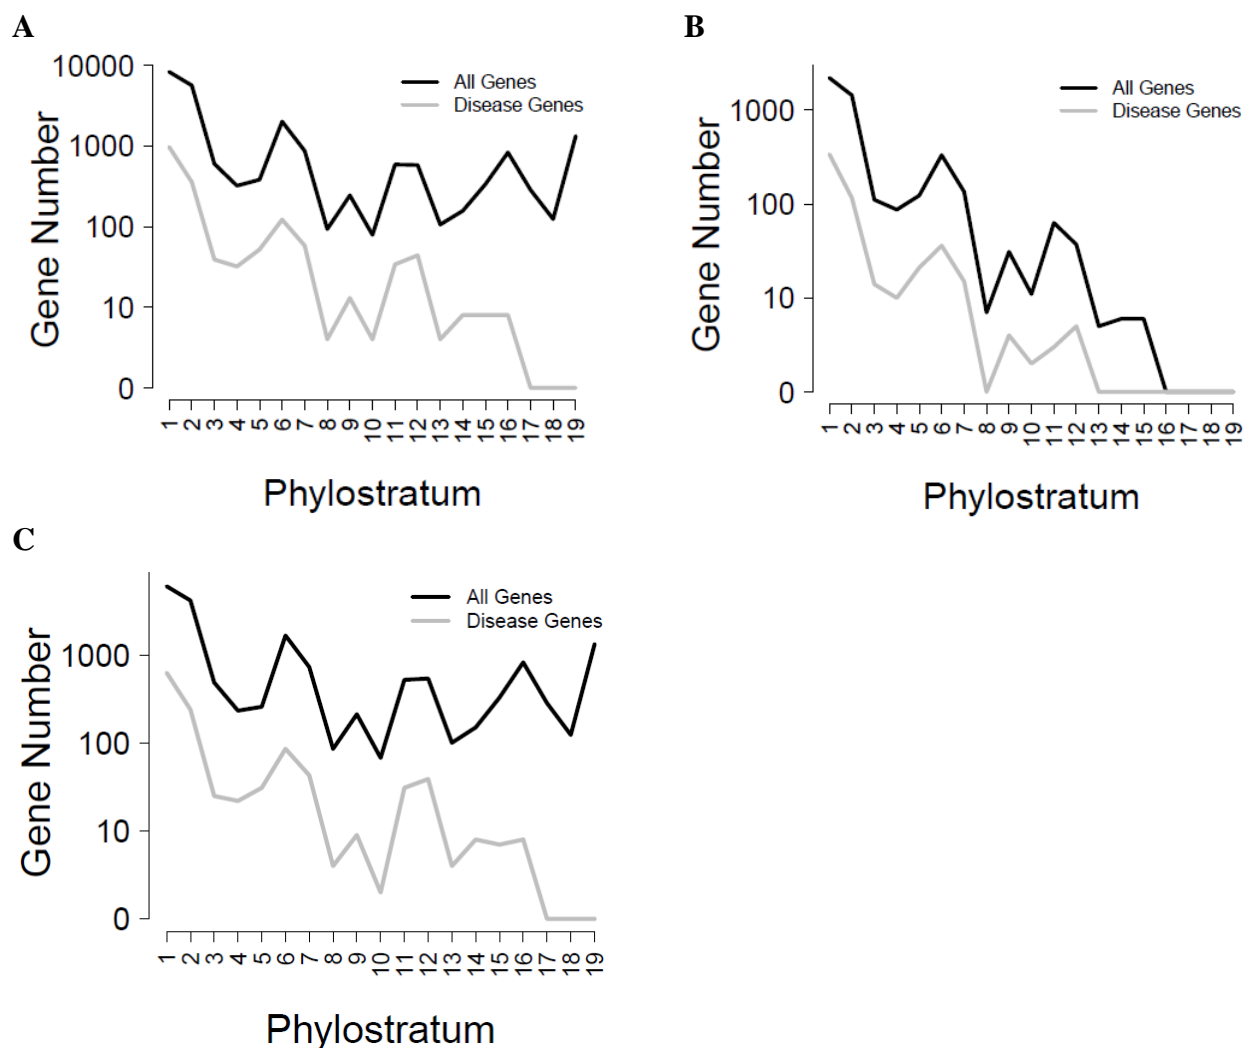 A
10000
1000
100
10
0
Gene Number
All Genes
Disease Genes
1 2 3 4 5 6 7 8 9 10 11 12 13 14 15 16 17 18 19
Phylostratum
B
1000
100
10
0
Gene Number
All Genes
Disease Genes
1 2 3 4 5 6 7 8 9 10 11 12 13 14 15 16 17 18 19
Phylostratum
C
1000
100
10
0
Gene Number
All Genes
Disease Genes
1 2 3 4 5 6 7 8 9 10 11 12 13 14 15 16 17 18 19
Phylostratum